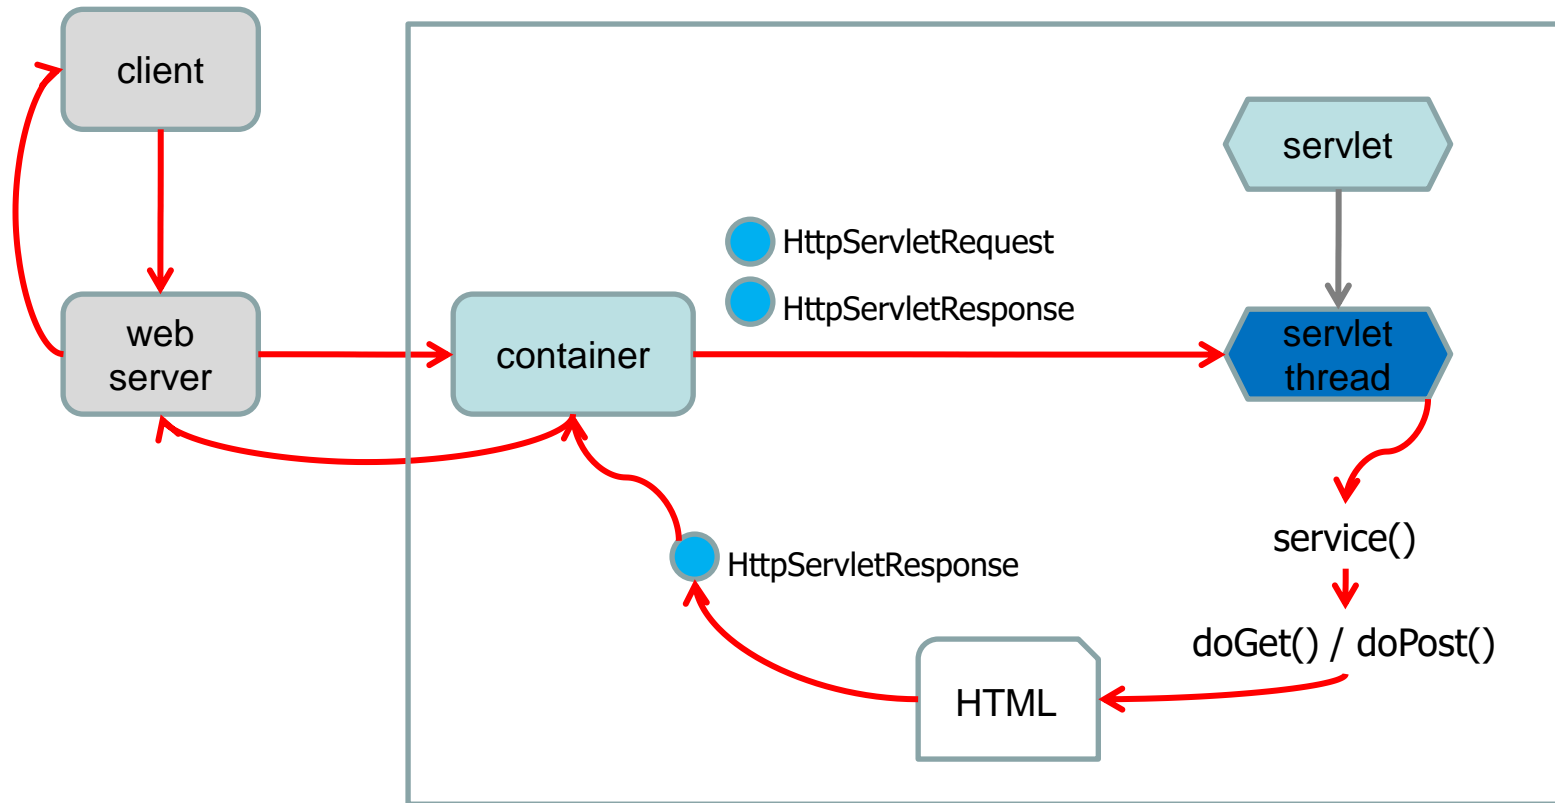 client
servlet
HttpServletRequest
HttpServletResponse
web
server
container
servlet
thread
service()
HttpServletResponse
doGet() / doPost()
HTML